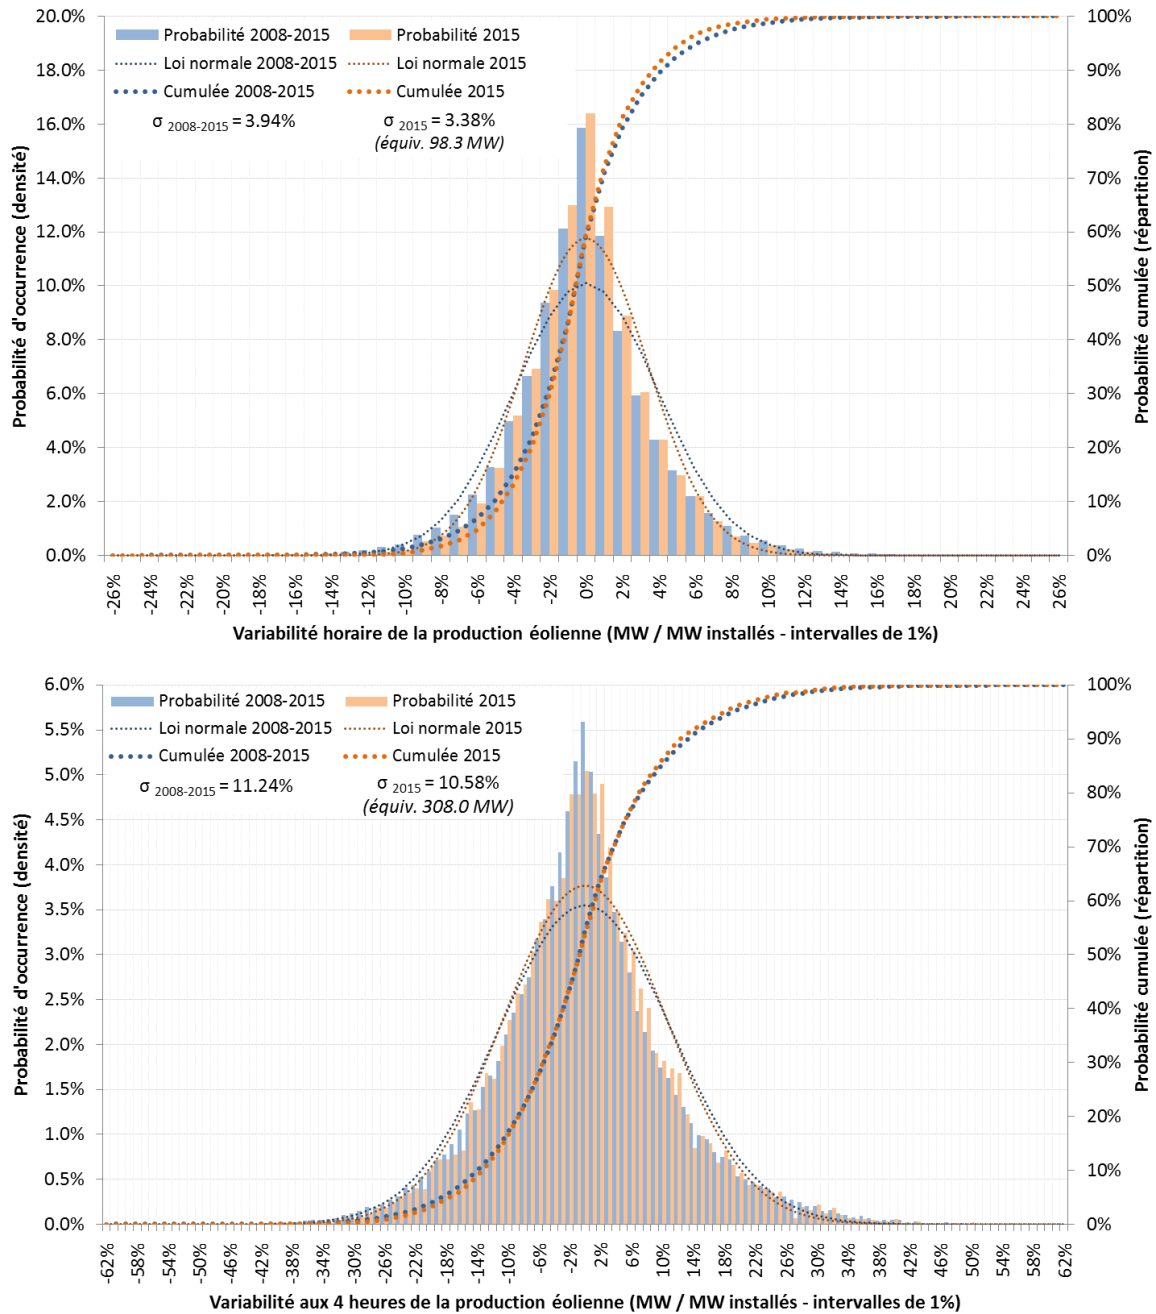 20.0%
18.0%
16.0%
14.0%
12.0%
10.0%
8.0%
6.0%
4.0%
2.0%
0.0%
Probabilité d'occurrence (densité)
Probabilité 2008-2015
Probabilité 2015
Loi normale 2008-2015
Loi normale 2015
Cumulée 2008-2015
Cumulée 2015
σ 2008-2015 = 3.94%
σ 2015 = 3.38%
(équiv. 98.3 MW)
100%
90%
80%
70%
60%
50%
40%
30%
20%
10%
0%
Probabilité cumulée (répartition)
-26% -24% -22% -20% -18% -16% -14% -12% -10% -8% -6% -4% -2% 0% 2% 4% 6% 8% 10% 12% 14% 16% 18% 20% 22% 24% 26%
Variabilité horaire de la production éolienne (MW / MW installés - intervalles de 1%)
6.0%
5.5%
5.0%
4.5%
4.0%
3.5%
3.0%
2.5%
2.0%
1.5%
1.0%
0.5%
0.0%
Probabilité d'occurrence (densité)
Probabilité 2008-2015
Probabilité 2015
Loi normale 2008-2015
Loi normale 2015
Cumulée 2008-2015
Cumulée 2015
σ 2008-2015 = 11.24%
σ 2015 = 10.58%
(équiv. 308.0 MW)
100%
90%
80%
70%
60%
50%
40%
30%
20%
10%
0%
Probabilité cumulée (répartition)
-62% -58% -54% -50% -46% -42% -38% -34% -30% -26% -22% -18% -14% -10% -6% -2% 2% 6% 10% 14% 18% 22% 26% 30% 34% 38% 42% 46% 50% 54% 58% 62%
Variabilité aux 4 heures de la production éolienne (MW / MW installés - intervalles de 1%)